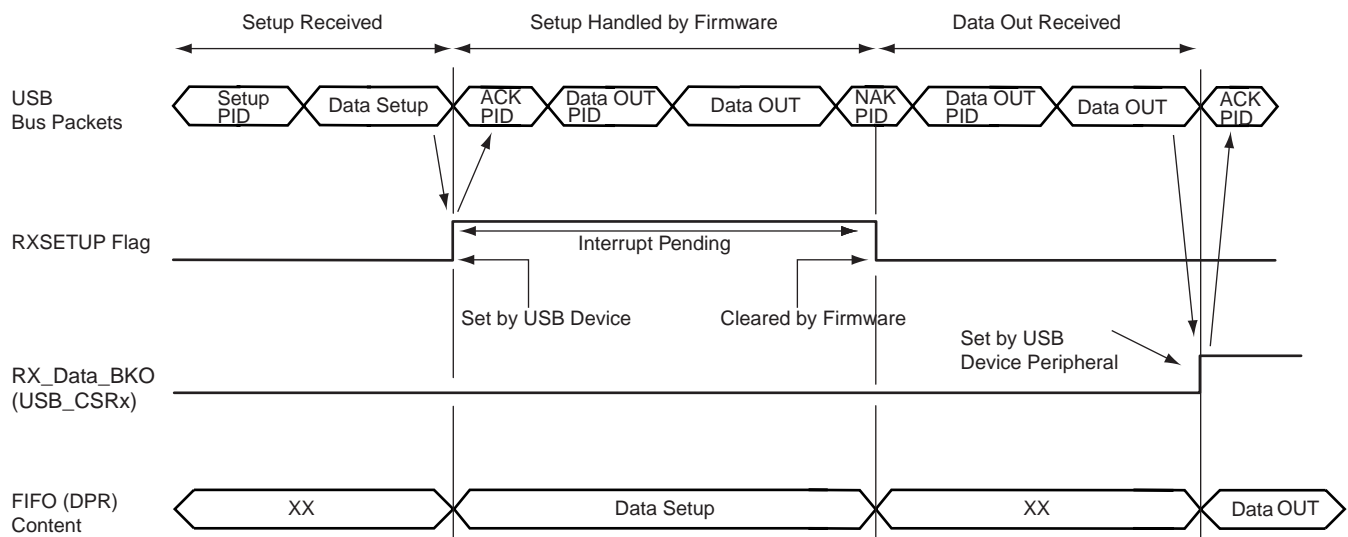 Setup Received
Setup Handled by Firmware
Data Out Received
USB
Bus Packets
Setup
PID
Data Setup
ACK
PID
Data OUT
PID
Data OUT
NAK
PID
Data OUT
PID
Data OUT
ACK
PID
RXSETUP Flag
Interrupt Pending
Set by USB Device
Cleared by Firmware
Set by USB
Device Peripheral
RX_Data_BKO
(USB_CSRx)
FIFO (DPR)
Content
XX
Data Setup
XX
Data OUT